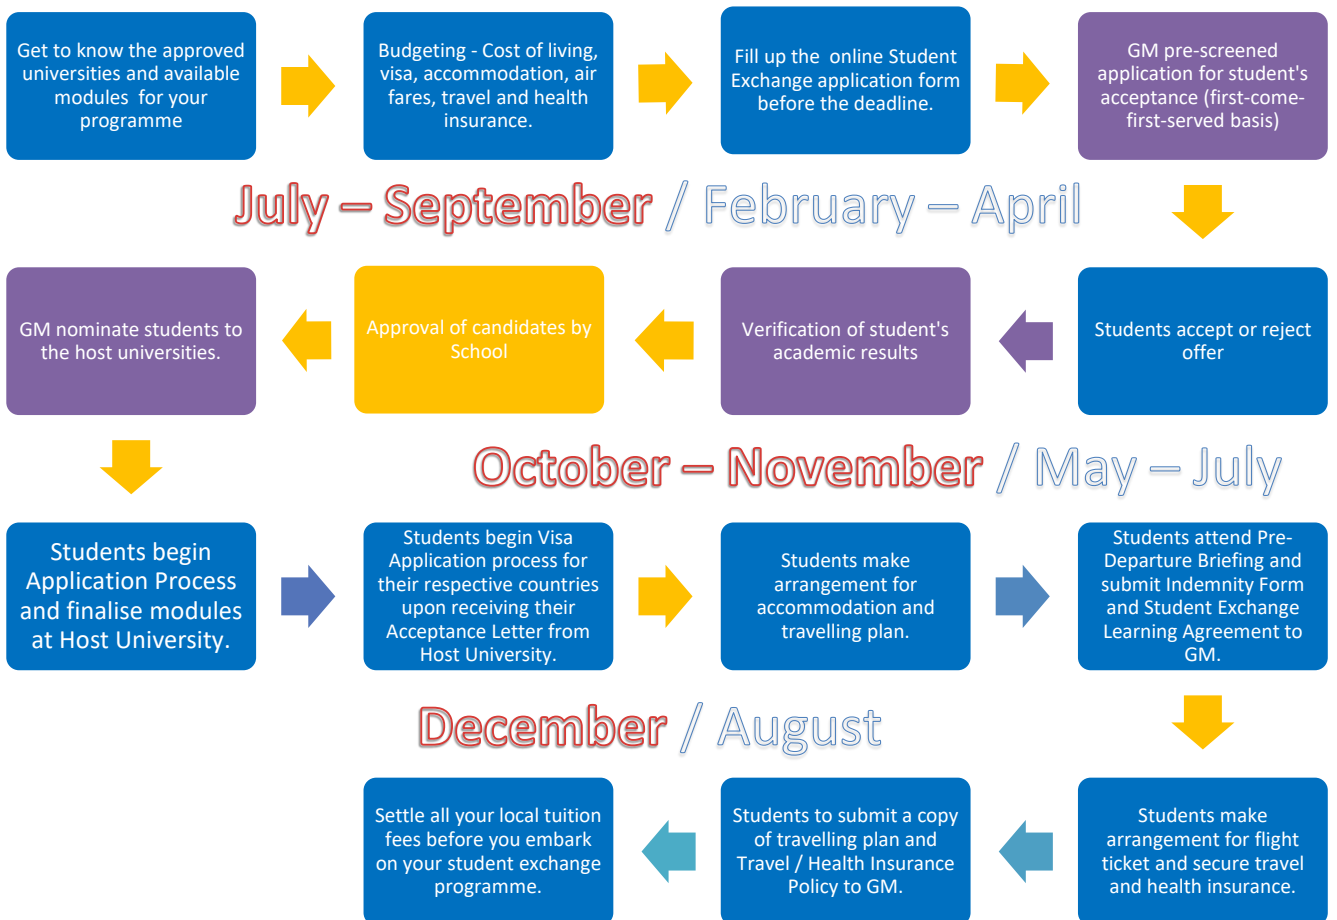 Get to know the approved
universities and available
modules for your
programme
Budgeting - Cost of living,
visa, accommodation, air
fares, travel and health
insurance.
Fill up the online Student
Exchange application form
before the deadline.
GM pre-screened
application for student's
acceptance (first-come-
first-served basis)
July – September / February – April
Students accept or reject
offer
Verification of student's
academic results
Approval of candidates by
School
GM nominate students to
the host universities.
October – November / May – July
Students begin
Application Process
and finalise modules
at Host University.
Students begin Visa
Application process for
their respective countries
upon receiving their
Acceptance Letter from
Host University.
Students make
arrangement for
accommodation and
travelling plan.
Students attend Pre-
Departure Briefing and
submit Indemnity Form
and Student Exchange
Learning Agreement to
GM.
December / August
Students make
arrangement for flight
ticket and secure travel
and health insurance.
Students to submit a copy
of travelling plan and
Travel / Health Insurance
Policy to GM.
Settle all your local tuition
fees before you embark
on your student exchange
programme.